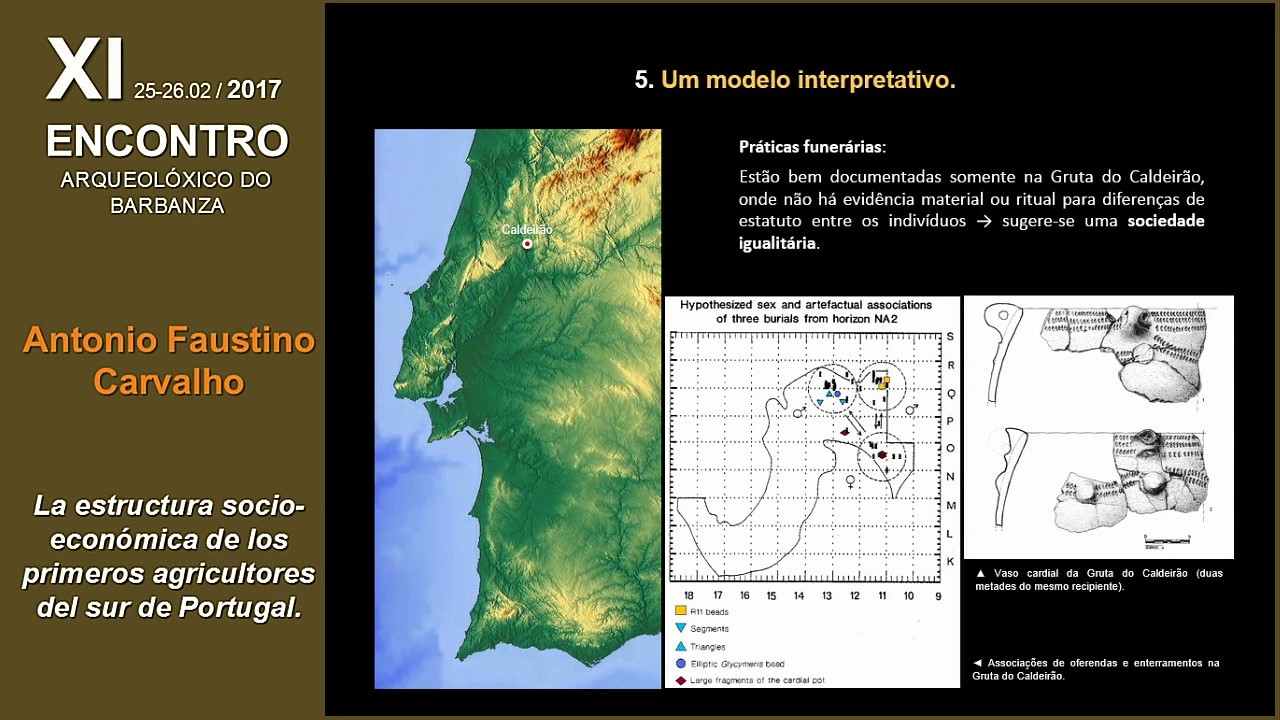 XI 25-26.02 / 2017
ENCONTRO
ARQUEOLÓXICO DO
BARBANZA
Antonio Faustino
Carvalho
La estructura socio-
económica de los
primeros agricultores
del sur de Portugal.
5. Um modelo interpretativo.
Caldeirão
Práticas funerárias:
Estão bem documentadas somente na Gruta do Caldeirão,
onde não há evidência material ou ritual para diferenças de
estatuto entre os indivíduos → sugere-se uma sociedade
igualitária.
Hypothesized sex and artefactual associations
of three burials from horizon NA2
S
R
Q
P
O
N
M
L
K
18 17 16 15 14 13 12 11 10 9
R11 beads
Segments
Triangles
Elliptic Glycymeris bead
Large fragments of the cardial pot
▲ Vaso cardial da Gruta do Caldeirão (duas
metades do mesmo recipiente).
◄ Associações de oferendas e enterramentos na
Gruta do Caldeirão.